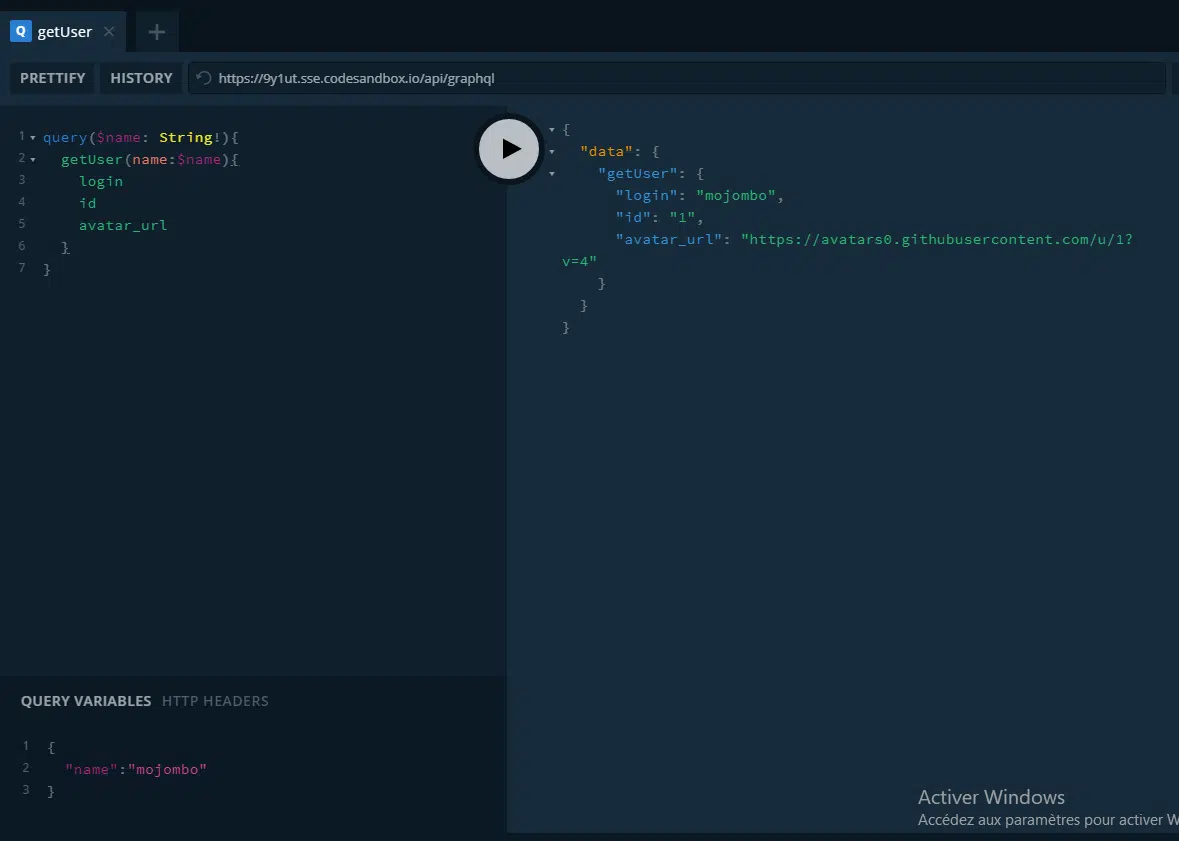 Q getUser ×
PRETTIFY HISTORY https://9y1ut.sse.codesandbox.io/api/graphql
1 query($name: String!){
2 getUser(name:$name){
3 login
4 id
5 avatar_url
6 }
7 }
{
"data": {
"getUser": {
"login": "mojombo",
"id": "1",
"avatar_url": "https://avatars0.githubusercontent.com/u/1?
v=4"
}
}
}
QUERY VARIABLES HTTP HEADERS
1 {
2 "name":"mojombo"
3 }
Activer Windows
Accédez aux paramètres pour activer W